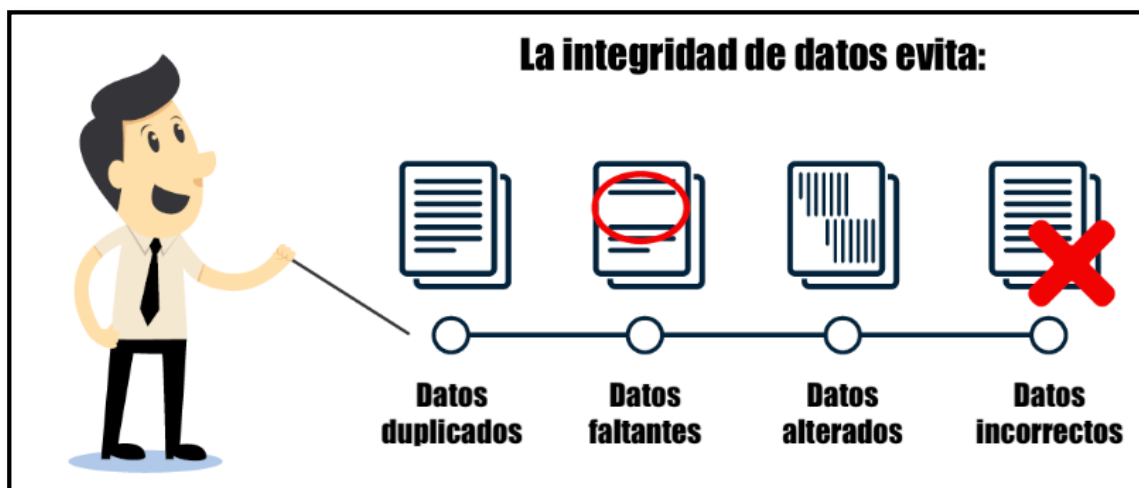 La integridad de datos evita:
Datos
duplicados
Datos
faltantes
Datos
alterados
Datos
incorrectos